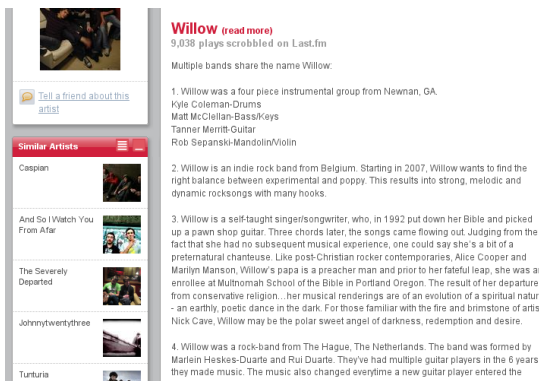 Tell a friend about this
artist
Similar Artists
Caspian
And So I Watch You
From Afar
The Severely
Departed
Johnnytwentythree
Tunturia
Willow (read more)
9,038 plays scrobbled on Last.fm
Multiple bands share the name Willow:
1. Willow was a four piece instrumental group from Newnan, GA.
Kyle Coleman-Drums
Matt McClellan-Bass/Keys
Tanner Merritt-Guitar
Rob Sepanski-Mandolin/Violin
2. Willow is an indie rock band from Belgium. Starting in 2007, Willow wants to find the
right balance between experimental and poppy. This results into strong, melodic and
dynamic rocksongs with many hooks.
3. Willow is a self-taught singer/songwriter, who, in 1992 put down her Bible and picked
up a pawn shop guitar. Three chords later, the songs came flowing out. Judging from the
fact that she had no subsequent musical experience, one could say she's a bit of a
preternatural chanteuse. Like post-Christian rocker contemporaries, Alice Cooper and
Marilyn Manson, Willow's papa is a preacher man and prior to her fateful leap, she was an
enrollee at Multnomah School of the Bible in Portland Oregon. The result of her departure
from conservative religion...her musical renderings are of an evolution of a spiritual natur
- an earthly, poetic dance in the dark. For those familiar with the fire and brimstone of artis
Nick Cave, Willow may be the polar sweet angel of darkness, redemption and desire.
4. Willow was a rock-band from The Hague, The Netherlands. The band was formed by
Marlein Heskes-Duarte and Rui Duarte. They've had multiple guitar players in the 6 years
they made music. The music also changed everytime a new guitar player entered the